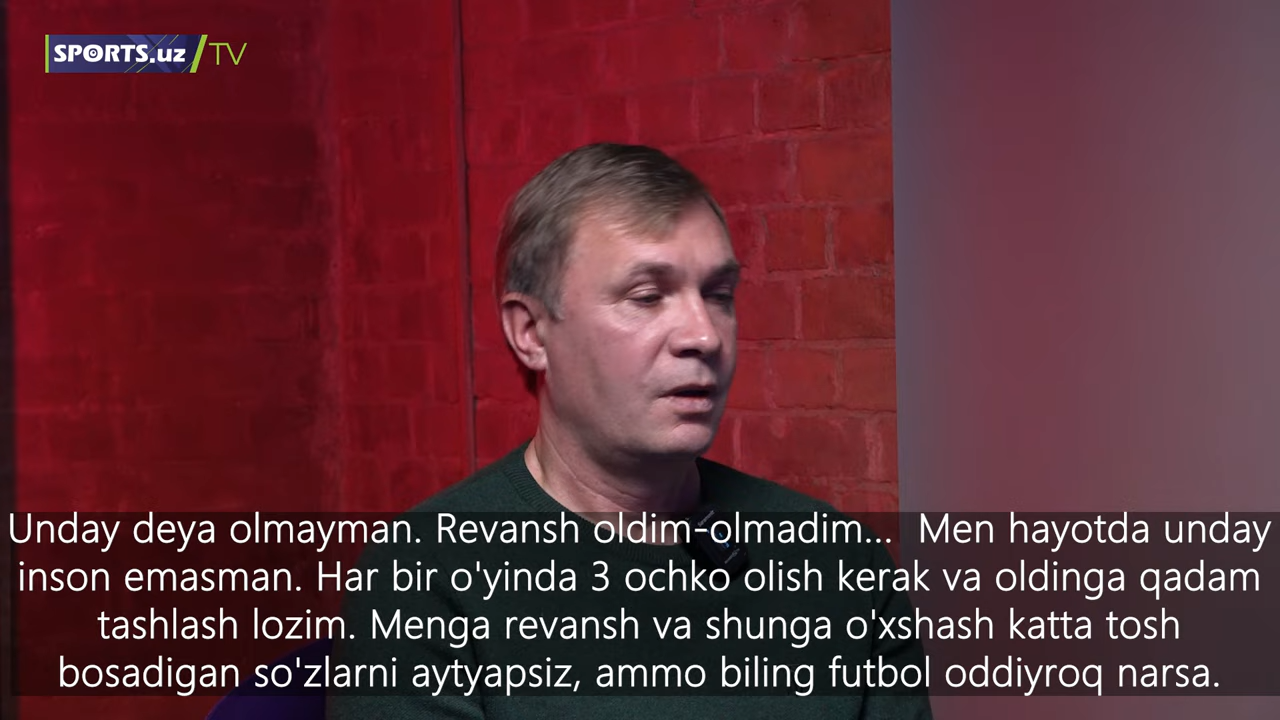 SPORTS.uz/TV
Unday deya olmayman. Revansh oldim-olmadim... Men hayotda unday
inson emasman. Har bir o'yinda 3 ochko olish kerak va oldinga qadam
tashlash lozim. Menga revansh va shunga o'xshash katta tosh
bosadigan so'zlarni aytyapsiz, ammo biling futbol oddiyroq narsa.